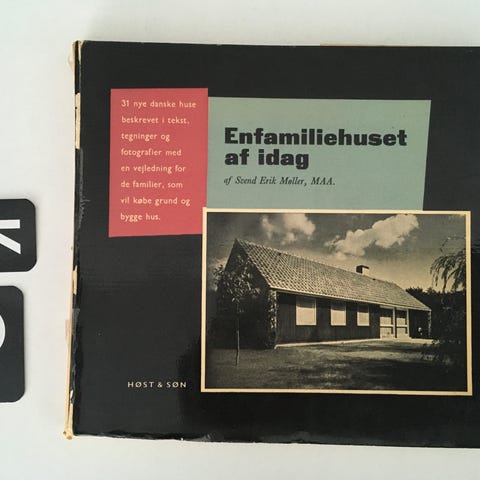 31 nye danske huse
beskrevet i tekst,
tegninger og
fotografier med
en vejledning for
de familier, som
vil købe grund og
bygge hus.
Enfamiliehuset
af idag
af Svend Erik Møller, MAA.
HØST & SØN